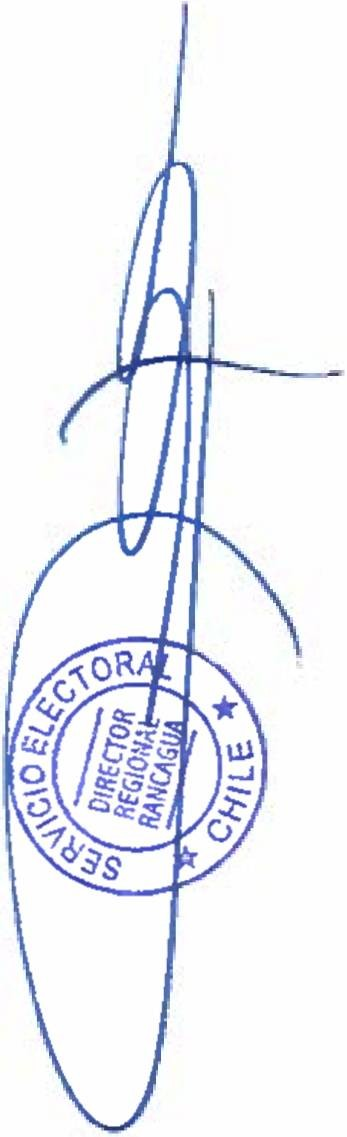 SERVICIO ELECTORAL
DIRECTOR
REGIONAL
RANCAGUA
★ CHILE ★